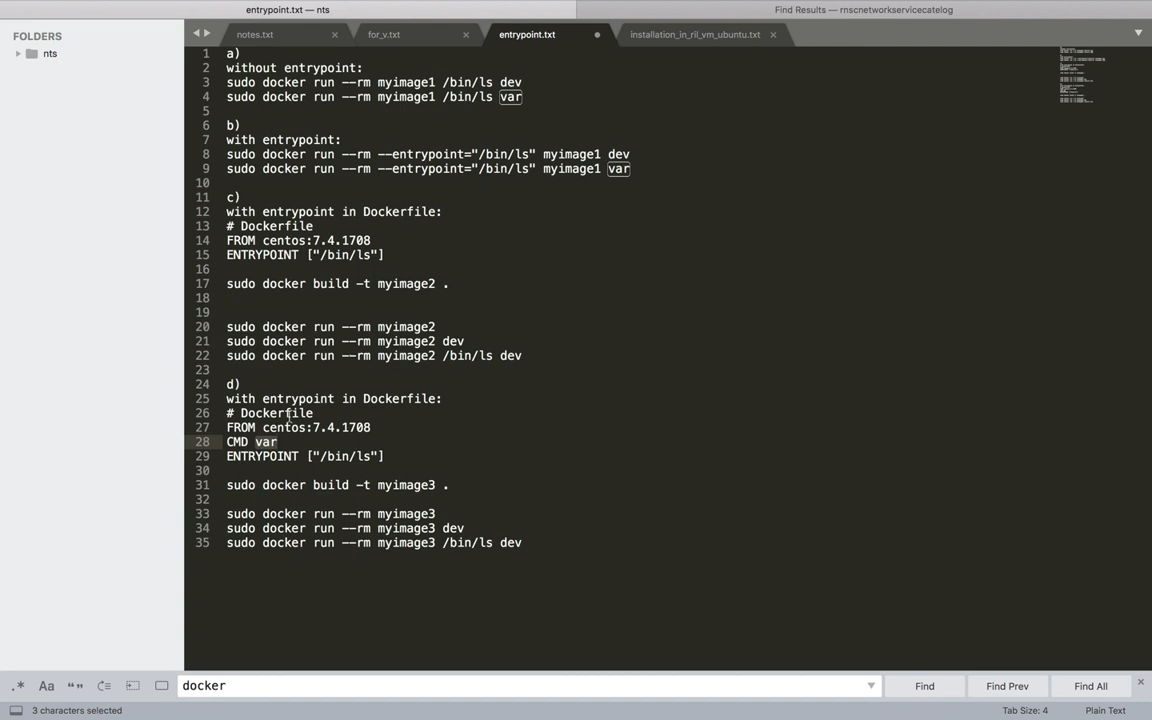 entrypoint.txt — nts
Find Results — rnscnetworkservicecatelog
FOLDERS
nts
notes.txt
for_v.txt
entrypoint.txt
installation_in_ril_vm_ubuntu.txt
1 a)
2 without entrypoint:
3 sudo docker run --rm myimage1 /bin/ls dev
4 sudo docker run --rm myimage1 /bin/ls var
5
6 b)
7 with entrypoint:
8 sudo docker run --rm --entrypoint="/bin/ls" myimage1 dev
9 sudo docker run --rm --entrypoint="/bin/ls" myimage1 var
10
11 c)
12 with entrypoint in Dockerfile:
13 # Dockerfile
14 FROM centos:7.4.1708
15 ENTRYPOINT ["/bin/ls"]
16
17 sudo docker build -t myimage2 .
18
19
20 sudo docker run --rm myimage2
21 sudo docker run --rm myimage2 dev
22 sudo docker run --rm myimage2 /bin/ls dev
23
24 d)
25 with entrypoint in Dockerfile:
26 # Dockerfile
27 FROM centos:7.4.1708
28 CMD var
29 ENTRYPOINT ["/bin/ls"]
30
31 sudo docker build -t myimage3 .
32
33 sudo docker run --rm myimage3
34 sudo docker run --rm myimage3 dev
35 sudo docker run --rm myimage3 /bin/ls dev
.* Aa “” docker Find Find Prev Find All
3 characters selected Tab Size: 4 Plain Text